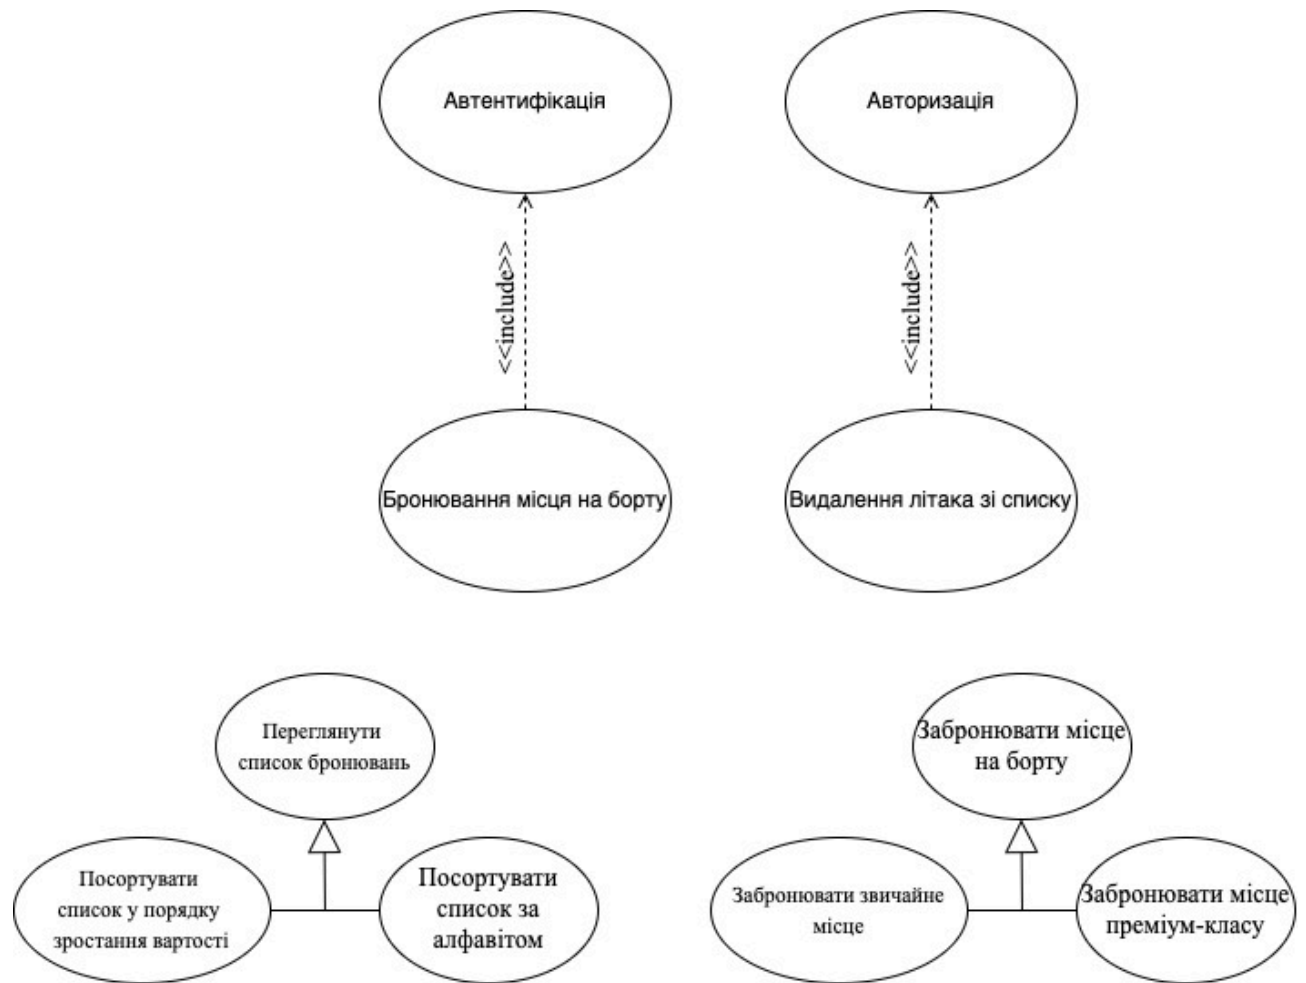 Автентифікація
Авторизація
<<include>>
<<include>>
Бронювання місця на борту
Видалення літака зі списку
Переглянути
список бронювань
Забронювати місце
на борту
Посортувати
список у порядку
зростання вартості
Посортувати
список за
алфавітом
Забронювати звичайне
місце
Забронювати місце
преміум-класу